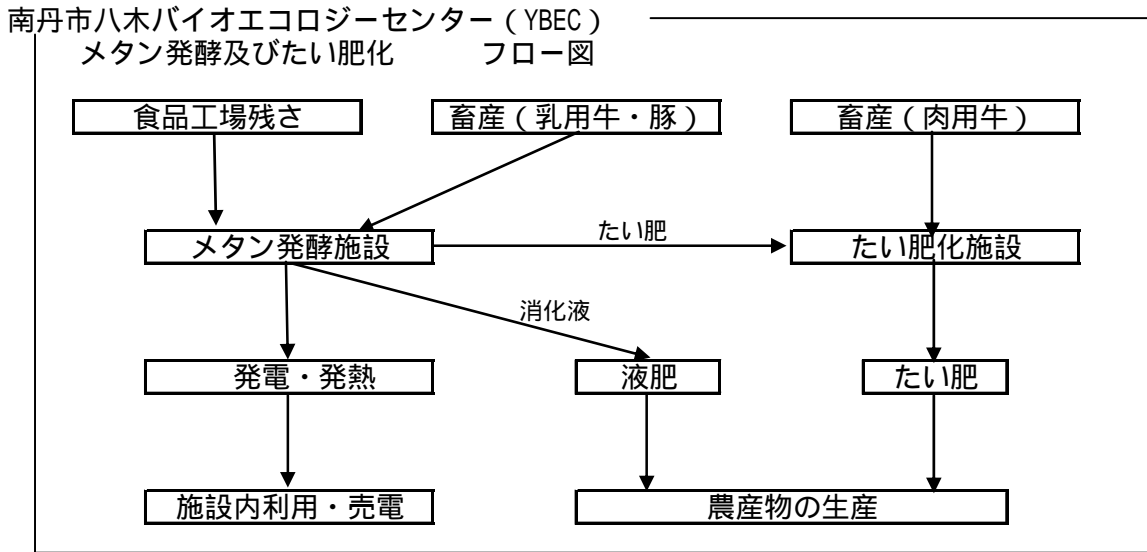 南丹市八木バイオエコロジーセンター(YBEC)
メタン発酵及びたい肥化 フロー図
食品工場残さ 畜産(乳用牛・豚) 畜産(肉用牛)
メタン発酵施設 たい肥 たい肥化施設
消化液
発電・発熱 液肥 たい肥
施設内利用・売電 農産物の生産